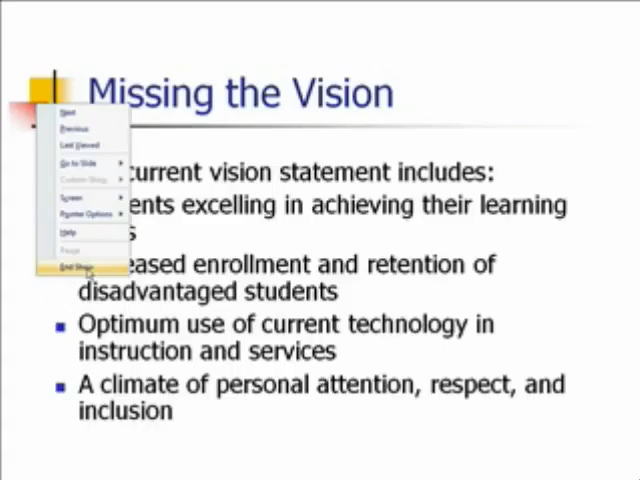 Missing the Vision
Next
Previous
Last Viewed
Go to Slide
Custom Show
Screen
Pointer Options
Help
Pause
End Show
current vision statement includes:
excelling in achieving their learning
enrollment and retention of
disadvantaged students
Optimum use of current technology in
instruction and services
A climate of personal attention, respect, and
inclusion